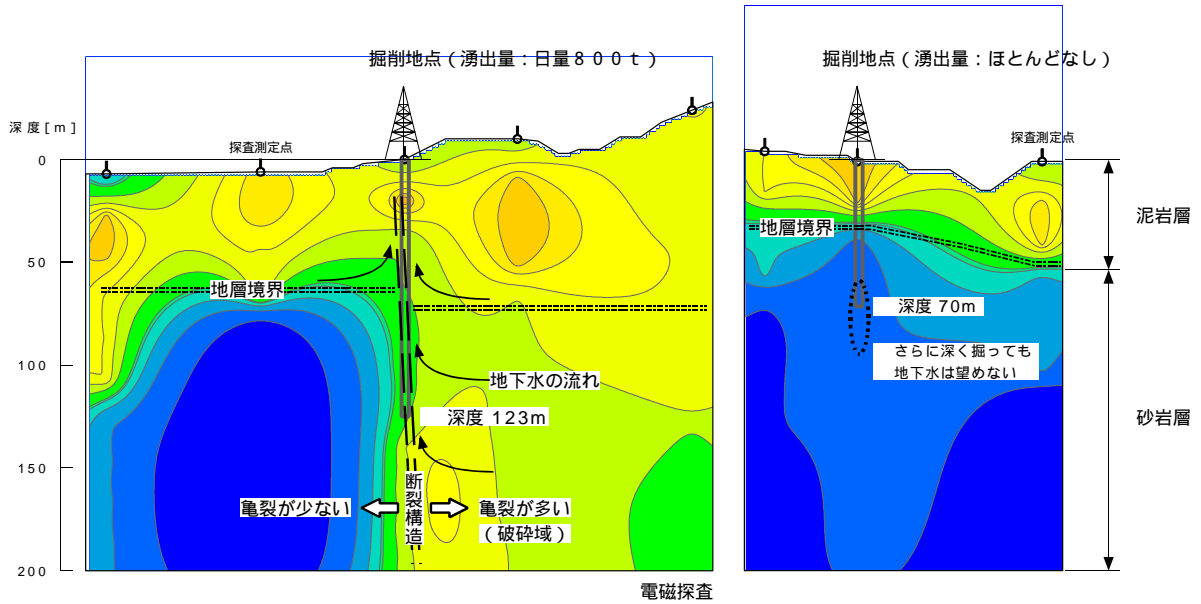 掘削地点（湧出量：日量８００ｔ）
掘削地点（湧出量：ほとんどなし）
深度[m]
探査測定点
探査測定点
0
50
100
150
200
地層境界
地層境界
地下水の流れ
深度 123m
断裂構造
亀裂が少ない
亀裂が多い
（破砕域）
深度 70m
さらに深く掘っても
地下水は望めない
泥岩層
砂岩層
電磁探査